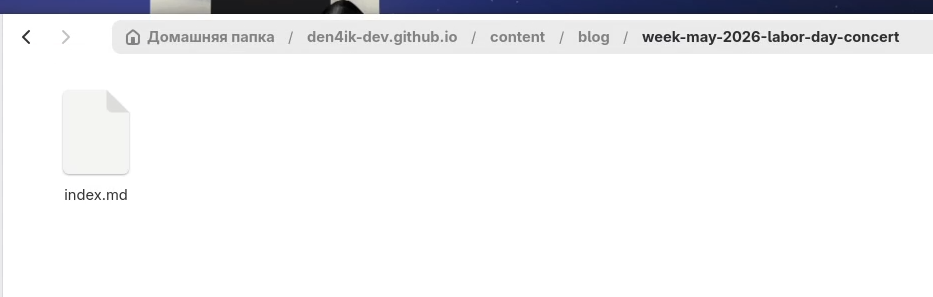 Домашняя папка / den4ik-dev.github.io / content / blog / week-may-2026-labor-day-concert
index.md